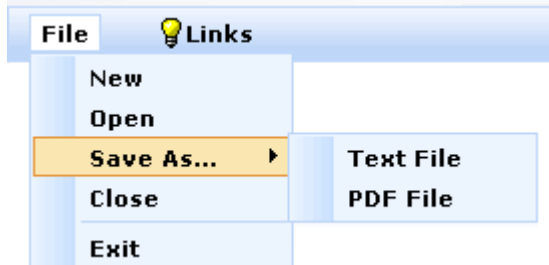 File Links
New
Open
Save As... Text File
Close PDF File
Exit